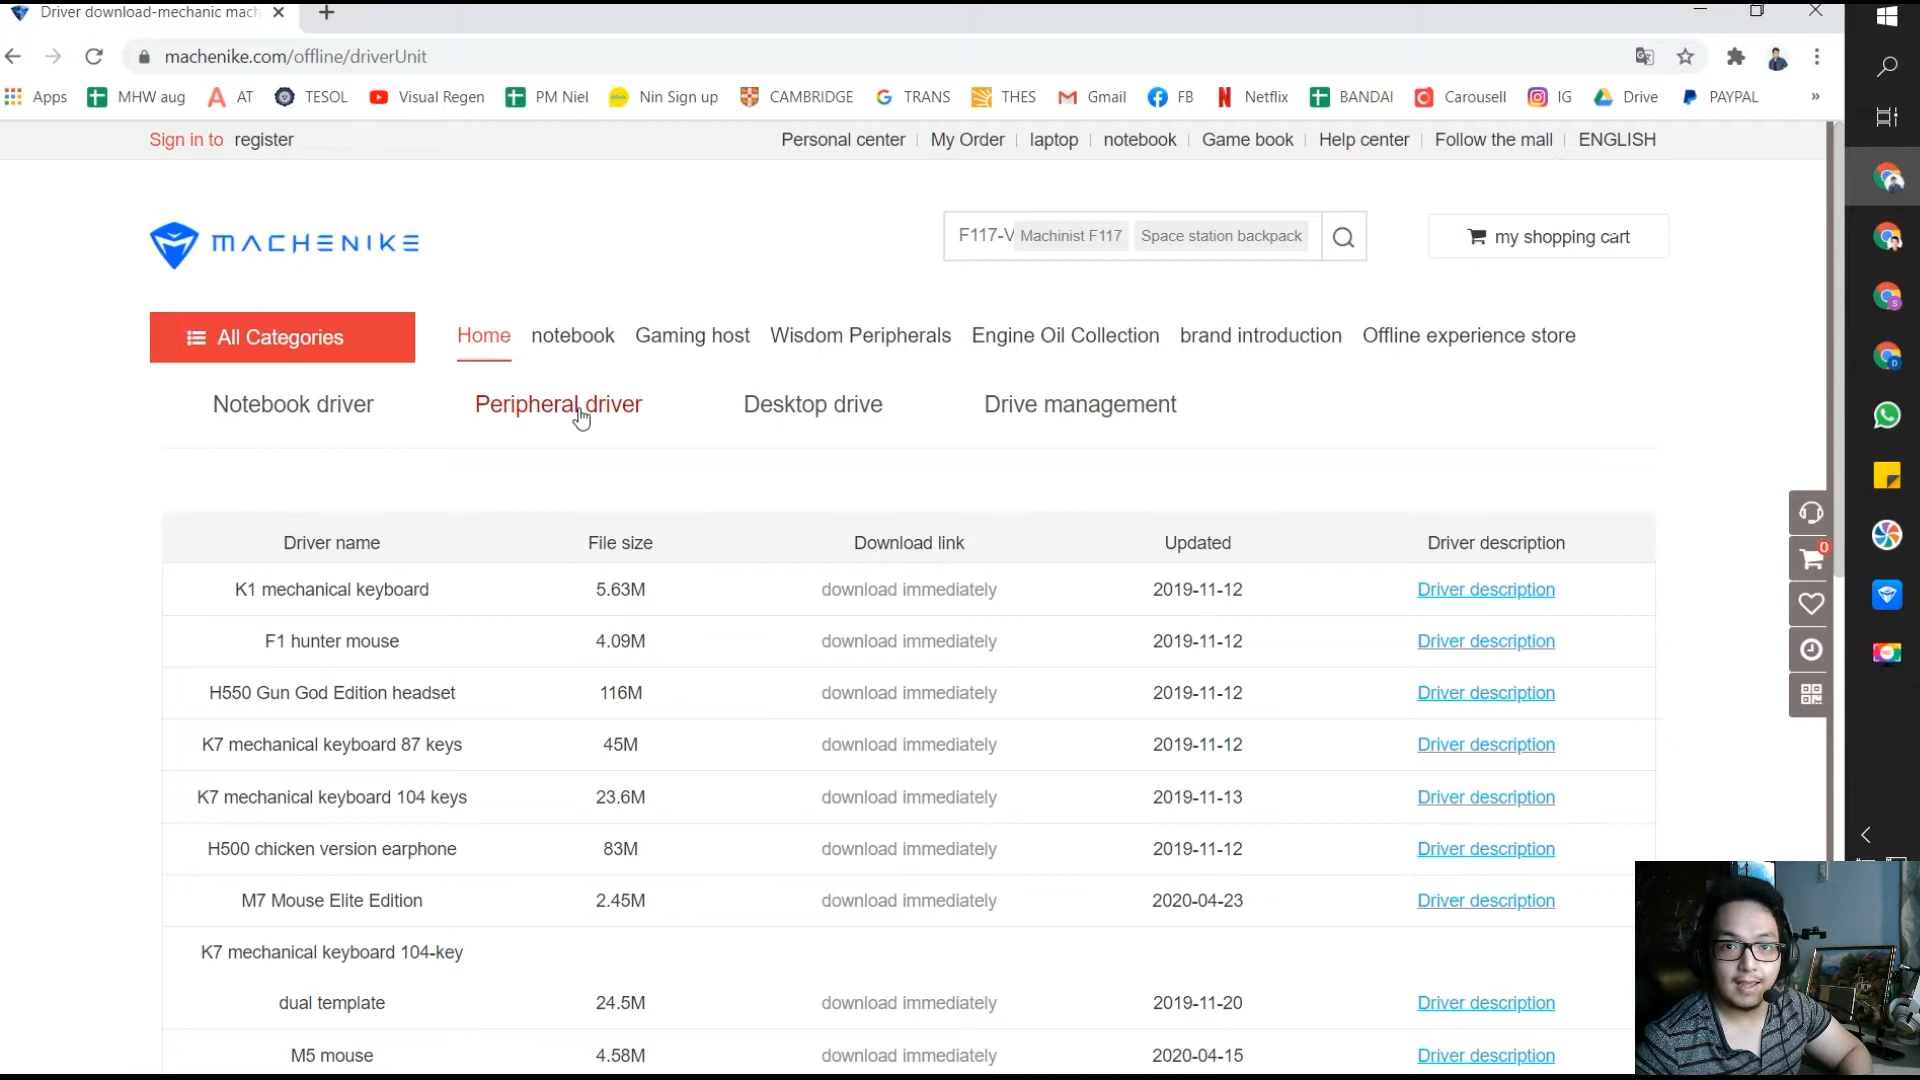 Driver download-mechanic mach
machenike.com/offline/driverUnit
Apps MHW aug AT TESOL Visual Regen PM Niel Nin Sign up CAMBRIDGE TRANS THES Gmail FB Netflix BANDAI Carousell IG Drive PAYPAL »
Sign in to register Personal center My Order laptop notebook Game book Help center Follow the mall ENGLISH
MACHENIKE F117-V Machinist F117 Space station backpack my shopping cart
All Categories Home notebook Gaming host Wisdom Peripherals Engine Oil Collection brand introduction Offline experience store
Notebook driver Peripheral driver Desktop drive Drive management
Driver name File size Download link Updated Driver description
K1 mechanical keyboard 5.63M download immediately 2019-11-12 Driver description
F1 hunter mouse 4.09M download immediately 2019-11-12 Driver description
H550 Gun God Edition headset 116M download immediately 2019-11-12 Driver description
K7 mechanical keyboard 87 keys 45M download immediately 2019-11-12 Driver description
K7 mechanical keyboard 104 keys 23.6M download immediately 2019-11-13 Driver description
H500 chicken version earphone 83M download immediately 2019-11-12 Driver description
M7 Mouse Elite Edition 2.45M download immediately 2020-04-23 Driver description
K7 mechanical keyboard 104-key
dual template 24.5M download immediately 2019-11-20 Driver description
M5 mouse 4.58M download immediately 2020-04-15 Driver description
0